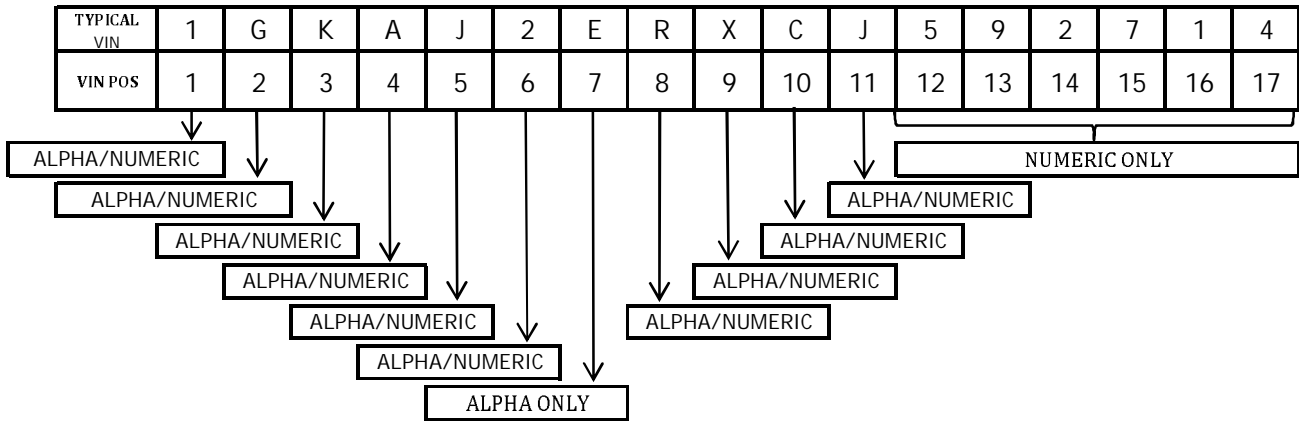 TYPICAL VIN 1 G K A J 2 E R X C J 5 9 2 7 1 4
VIN POS 1 2 3 4 5 6 7 8 9 10 11 12 13 14 15 16 17
ALPHA/NUMERIC NUMERIC ONLY
ALPHA/NUMERIC ALPHA/NUMERIC
ALPHA/NUMERIC ALPHA/NUMERIC
ALPHA/NUMERIC ALPHA/NUMERIC
ALPHA/NUMERIC ALPHA/NUMERIC
ALPHA/NUMERIC
ALPHA ONLY